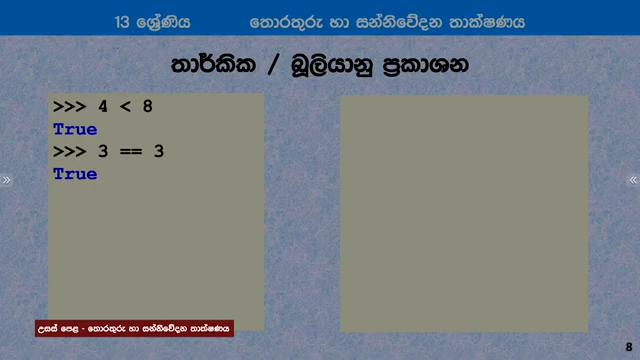 13 ශ්‍රේණිය තොරතුරු හා සන්නිවේදන තාක්ෂණය
තාර්කික / බූලියානු ප්‍රකාශන
>>> 4 < 8
True
>>> 3 == 3
True
උසස් පෙළ - තොරතුරු හා සන්නිවේදන තාක්ෂණය
8